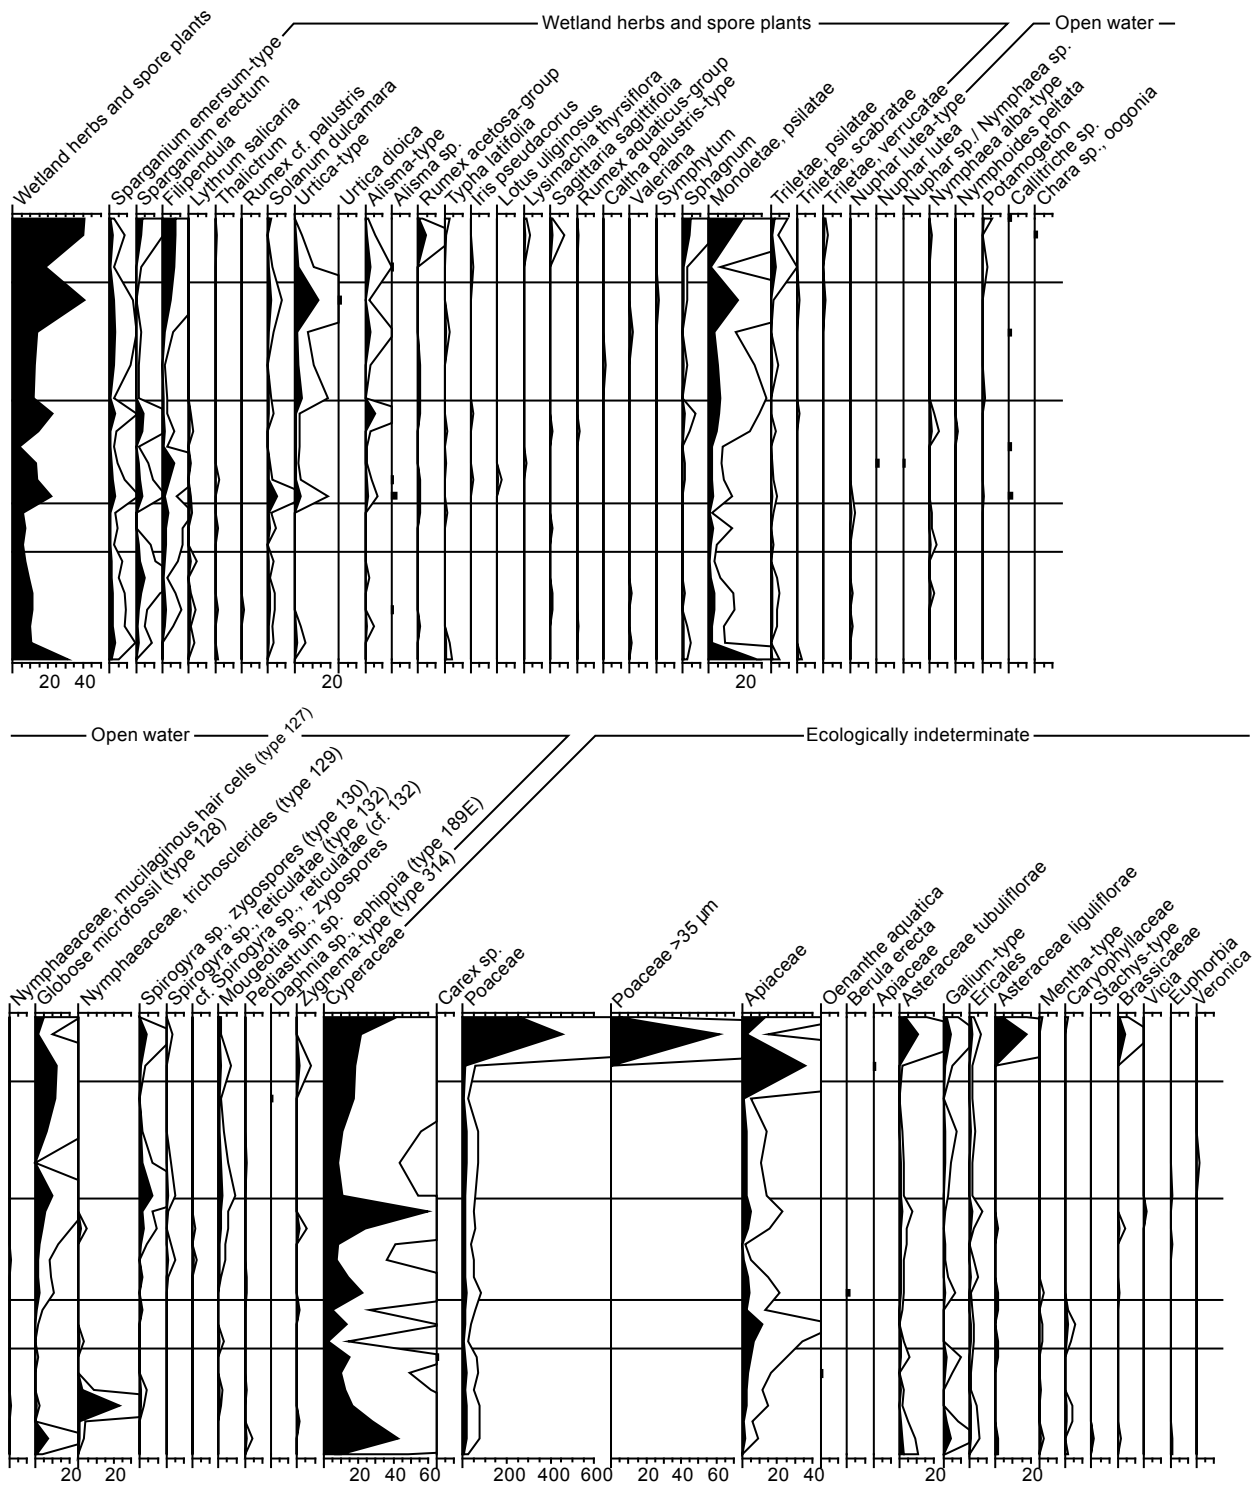 Wetland herbs and spore plants
Open water
Wetland herbs and spore plants
Sparganium emersum-type
Sparganium erectum
Filipendula
Lythrum salicaria
Thalictrum
Rumex cf. palustris
Solanum dulcamara
Urtica-type
Urtica dioica
Alisma-type
Alisma sp.
Rumex acetosa-group
Typha latifolia
Iris pseudacorus
Lotus uliginosus
Lysimachia thyrsiflora
Sagittaria sagittifolia
Rumex aquaticus-group
Caltha palustris-type
Valeriana
Symphytum
Sphagnum
Monoletae, psilatae
Triletae, psilatae
Triletae, scabratae
Triletae, verrucatae
Nuphar lutea-type
Nuphar lutea
Nuphar sp./ Nymphaea sp.
Nymphaea alba-type
Nymphoides peltata
Potamogeton
Callitriche sp.
Chara sp., oogonia
20 40 20 20
Open water
Ecologically indeterminate
Nymphaeaceae, mucilaginous hair cells (type 127)
Globose microfossil (type 128)
Nymphaeaceae, trichosclerides (type 129)
Spirogyra sp., zygospores (type 130)
Spirogyra sp., reticulatae (type 132)
cf. Spirogyra sp., reticulatae (cf. 132)
Mougeotia sp., zygospores
Pediastrum sp.
Daphnia sp., ephippia (type 189E)
Zygnema-type (type 314)
Cyperaceae
Carex sp.
Poaceae
Poaceae >35 µm
Apiaceae
Oenanthe aquatica
Berula erecta
Apiaceae
Asteraceae tubuliflorae
Galium-type
Ericales
Asteraceae liguliflorae
Mentha-type
Caryophyllaceae
Stachys-type
Brassicaceae
Vicia
Euphorbia
Veronica
20 20 20 40 60 200 400 600 20 40 60 20 40 20 20